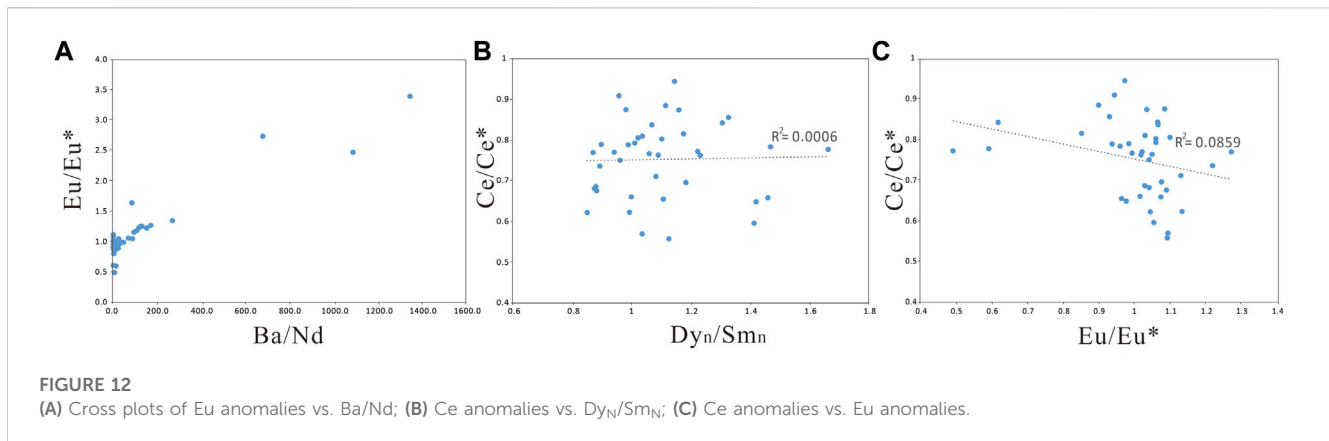 A
Eu/Eu*
4.0
3.5
3.0
2.5
2.0
1.5
1.0
0.5
0.0
0.0 200.0 400.0 600.0 800.0 1000.0 1200.0 1400.0 1600.0
Ba/Nd
B
Ce/Ce*
1
0.9
0.8
0.7
0.6
0.5
0.4
R²= 0.0006
0.6 0.8 1 1.2 1.4 1.6 1.8
Dyn/Smn
C
Ce/Ce*
1
0.9
0.8
0.7
0.6
0.5
0.4
R²= 0.0859
0.4 0.5 0.6 0.7 0.8 0.9 1 1.1 1.2 1.3 1.4
Eu/Eu*
FIGURE 12
(A) Cross plots of Eu anomalies vs. Ba/Nd; (B) Ce anomalies vs. DyN/SmN; (C) Ce anomalies vs. Eu anomalies.